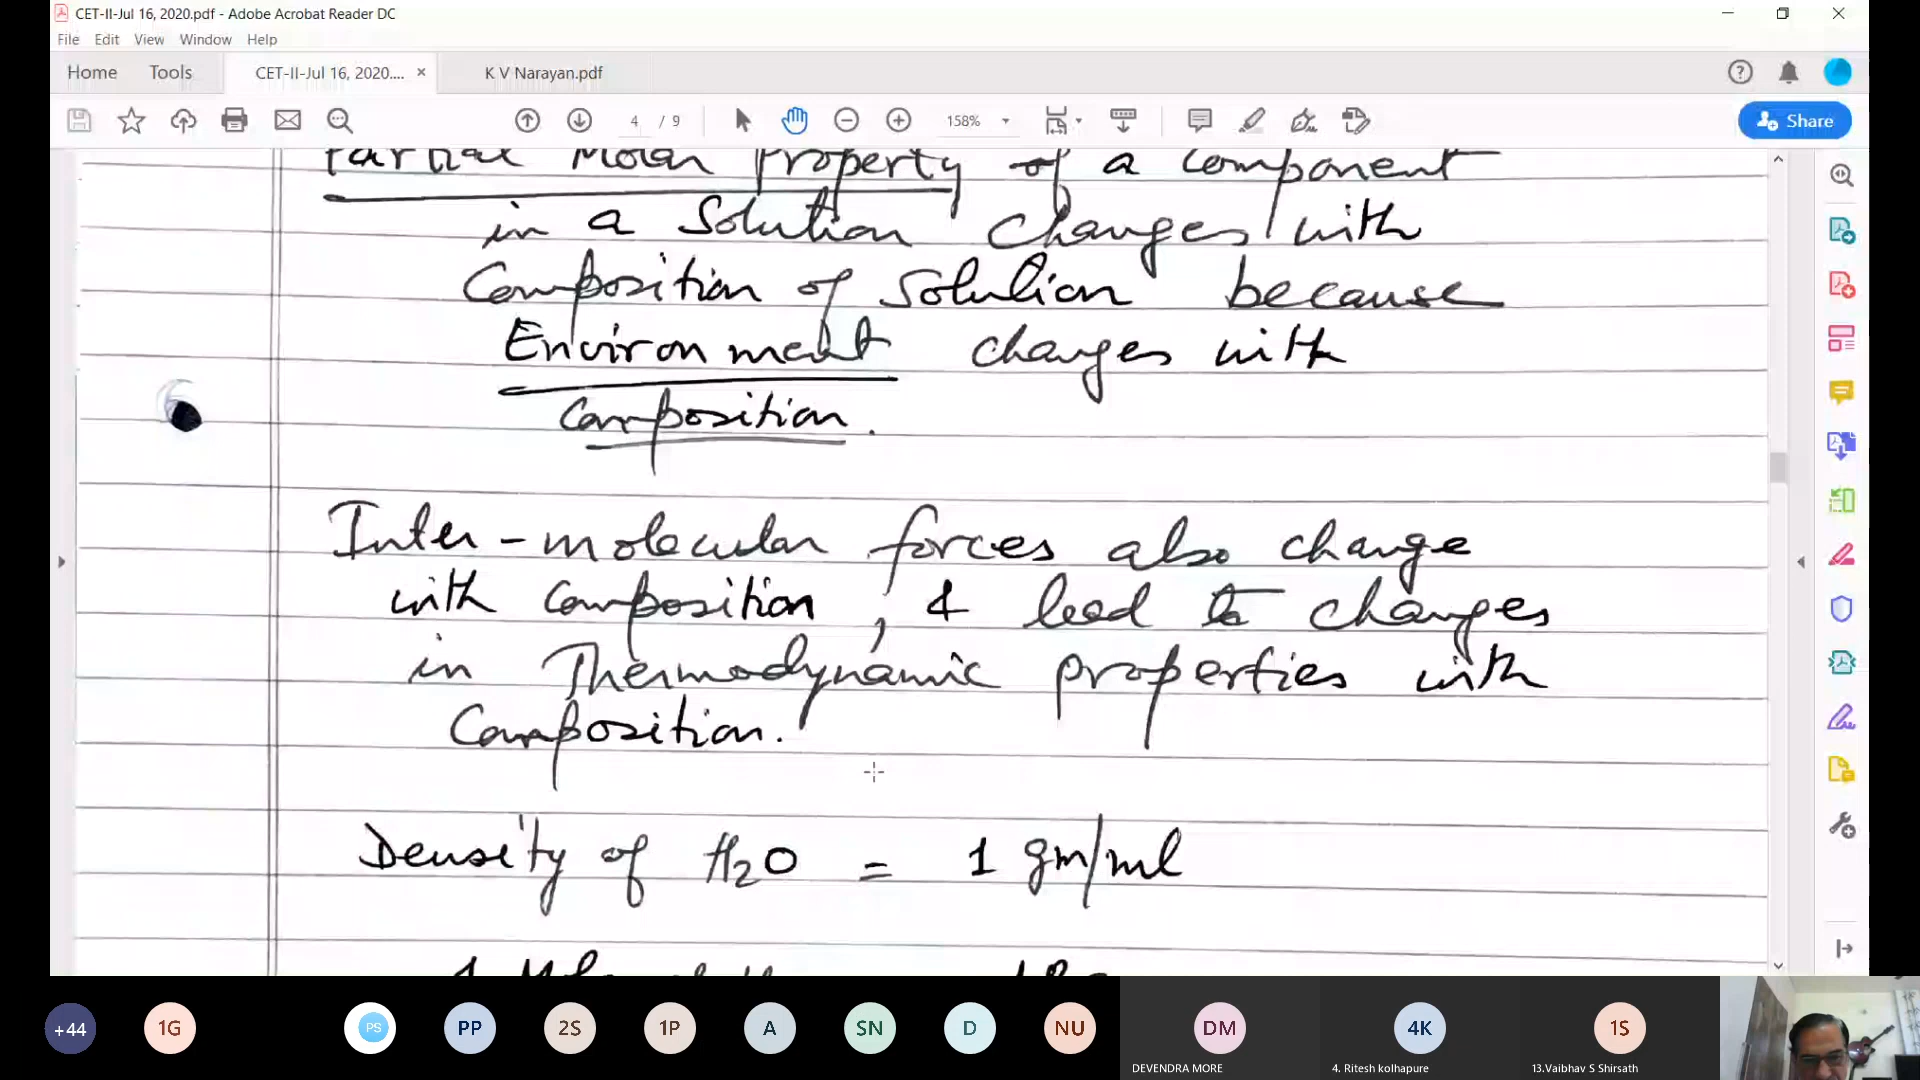 CET-II-Jul 16, 2020.pdf - Adobe Acrobat Reader DC
File Edit View Window Help
Home Tools CET-II-Jul 16, 2020.... × K V Narayan.pdf
4 / 9 158% Share
Partial Molar Property of a component
in a Solution Changes with
Composition of Solution because
Environment changes with
Composition.
Inter-molecular forces also change
with composition, & lead to changes
in Thermodynamic properties with
Composition.
Density of H2O = 1 gm/ml
+44 1G PS PP 2S 1P A SN D NU DM 4K 1S
DEVENDRA MORE 4. Ritesh kolhapure 13.Vaibhav S Shirsath